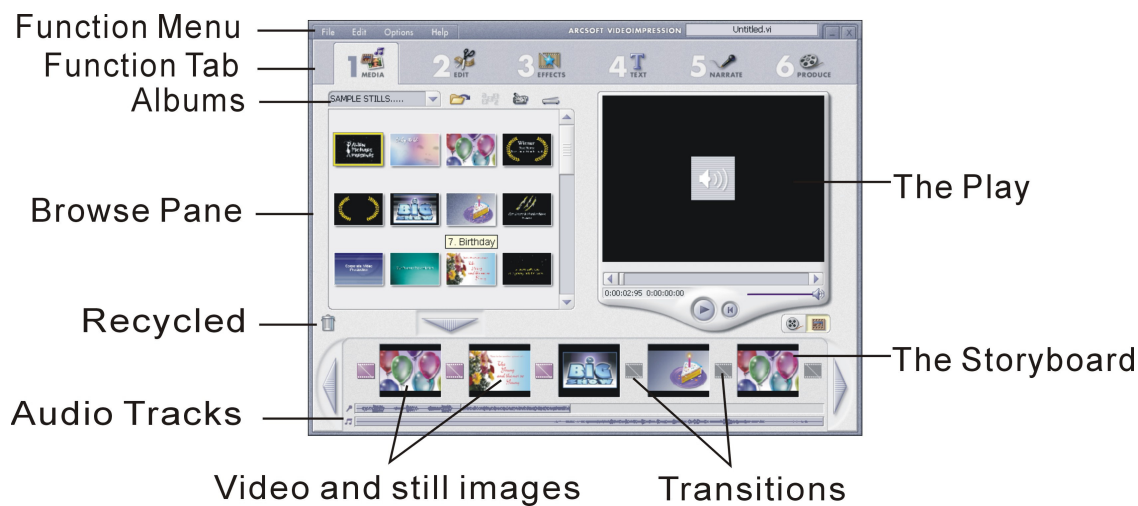 Function Menu
File Edit Options Help
ARCSOFT VIDEOIMPRESSION
Untitled.vi
Function Tab
1 MEDIA
2 EDIT
3 EFFECTS
4 T TEXT
5 NARRATE
6 PRODUCE
Albums
SAMPLE STILLS.....
Winner
BIG SHOW
Browse Pane
The Play
7. Birthday
0:00:02:95 0:00:00:00
Recycled
BIG SHOW
The Storyboard
Audio Tracks
Video and still images
Transitions